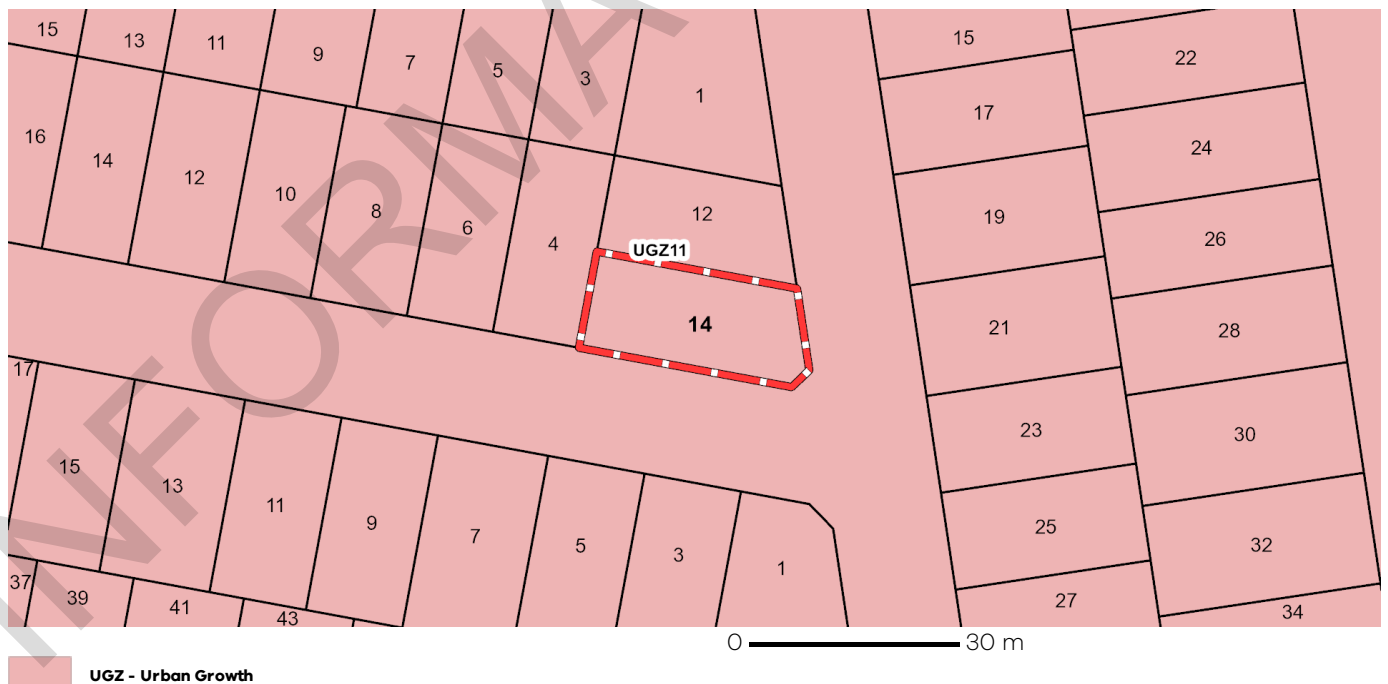 15 13 11 9 7 5 3 1 15 22
17 24
16 14 12 10 8 6 4 12 19 26
UGZ11
14 21 28
17
15 13 11 9 7 5 3 1 23 30
25 32
37 39 41 43 27 34
INFORMA
0 30 m
UGZ - Urban Growth